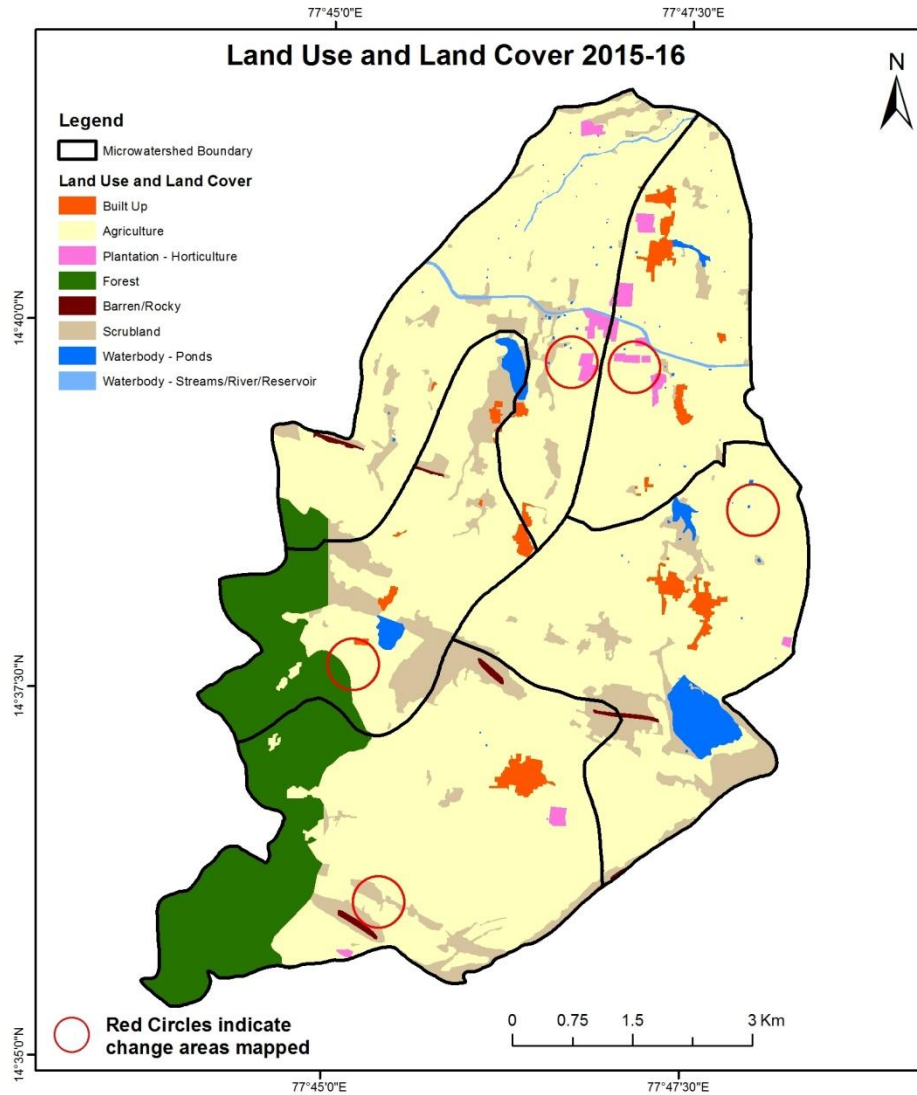 77°45'0"E
77°47'30"E
Land Use and Land Cover 2015-16
N
Legend
Microwatershed Boundary
Land Use and Land Cover
Built Up
Agriculture
Plantation - Horticulture
Forest
Barren/Rocky
Scrubland
Waterbody - Ponds
Waterbody - Streams/River/Reservoir
14°40'0"N
14°37'30"N
14°35'0"N
Red Circles indicate
change areas mapped
0 0.75 1.5 3 Km
77°45'0"E
77°47'30"E